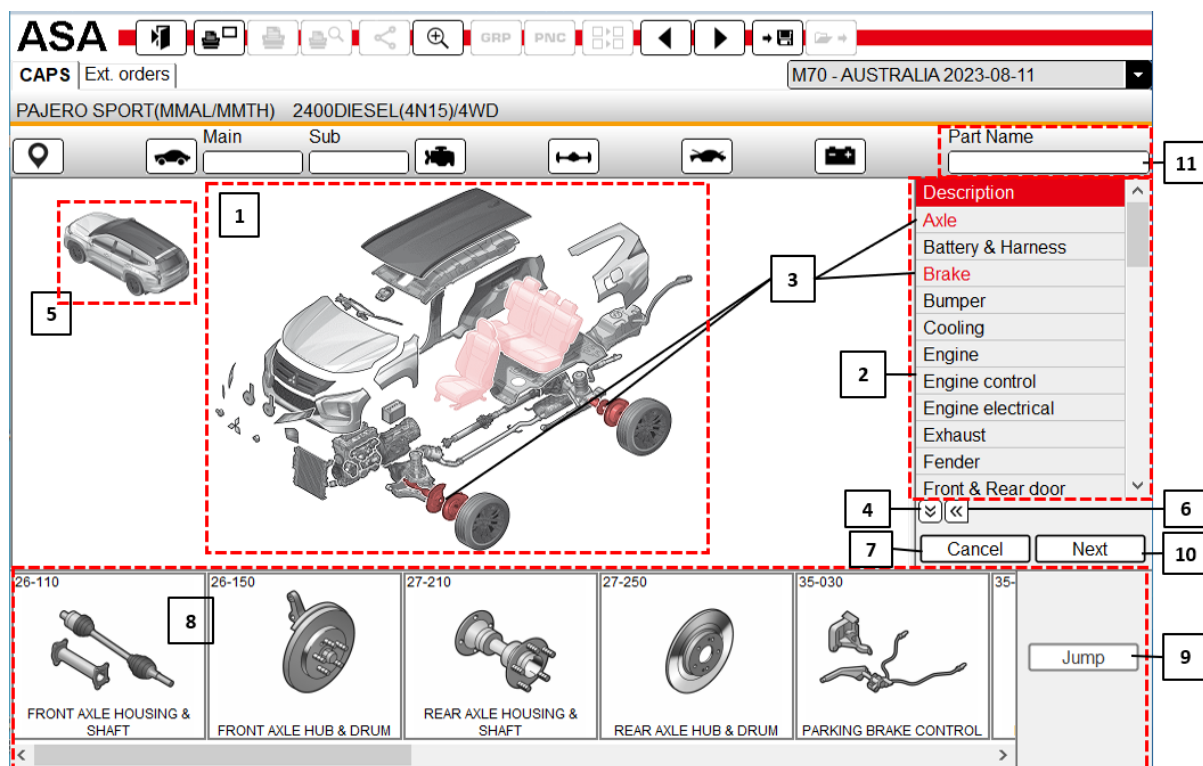 ASA
GRP PNC
CAPS Ext. orders M70 - AUSTRALIA 2023-08-11
PAJERO SPORT(MMAL/MMTH) 2400DIESEL(4N15)/4WD
Main Sub Part Name
11
1
5
3
2
Description
Axle
Battery & Harness
Brake
Bumper
Cooling
Engine
Engine control
Engine electrical
Exhaust
Fender
Front & Rear door
4 6
7 Cancel Next 10
26-110 26-150 27-210 27-250 35-030 35-
8
Jump 9
FRONT AXLE HOUSING &
SHAFT
FRONT AXLE HUB & DRUM
REAR AXLE HOUSING &
SHAFT
REAR AXLE HUB & DRUM
PARKING BRAKE CONTROL